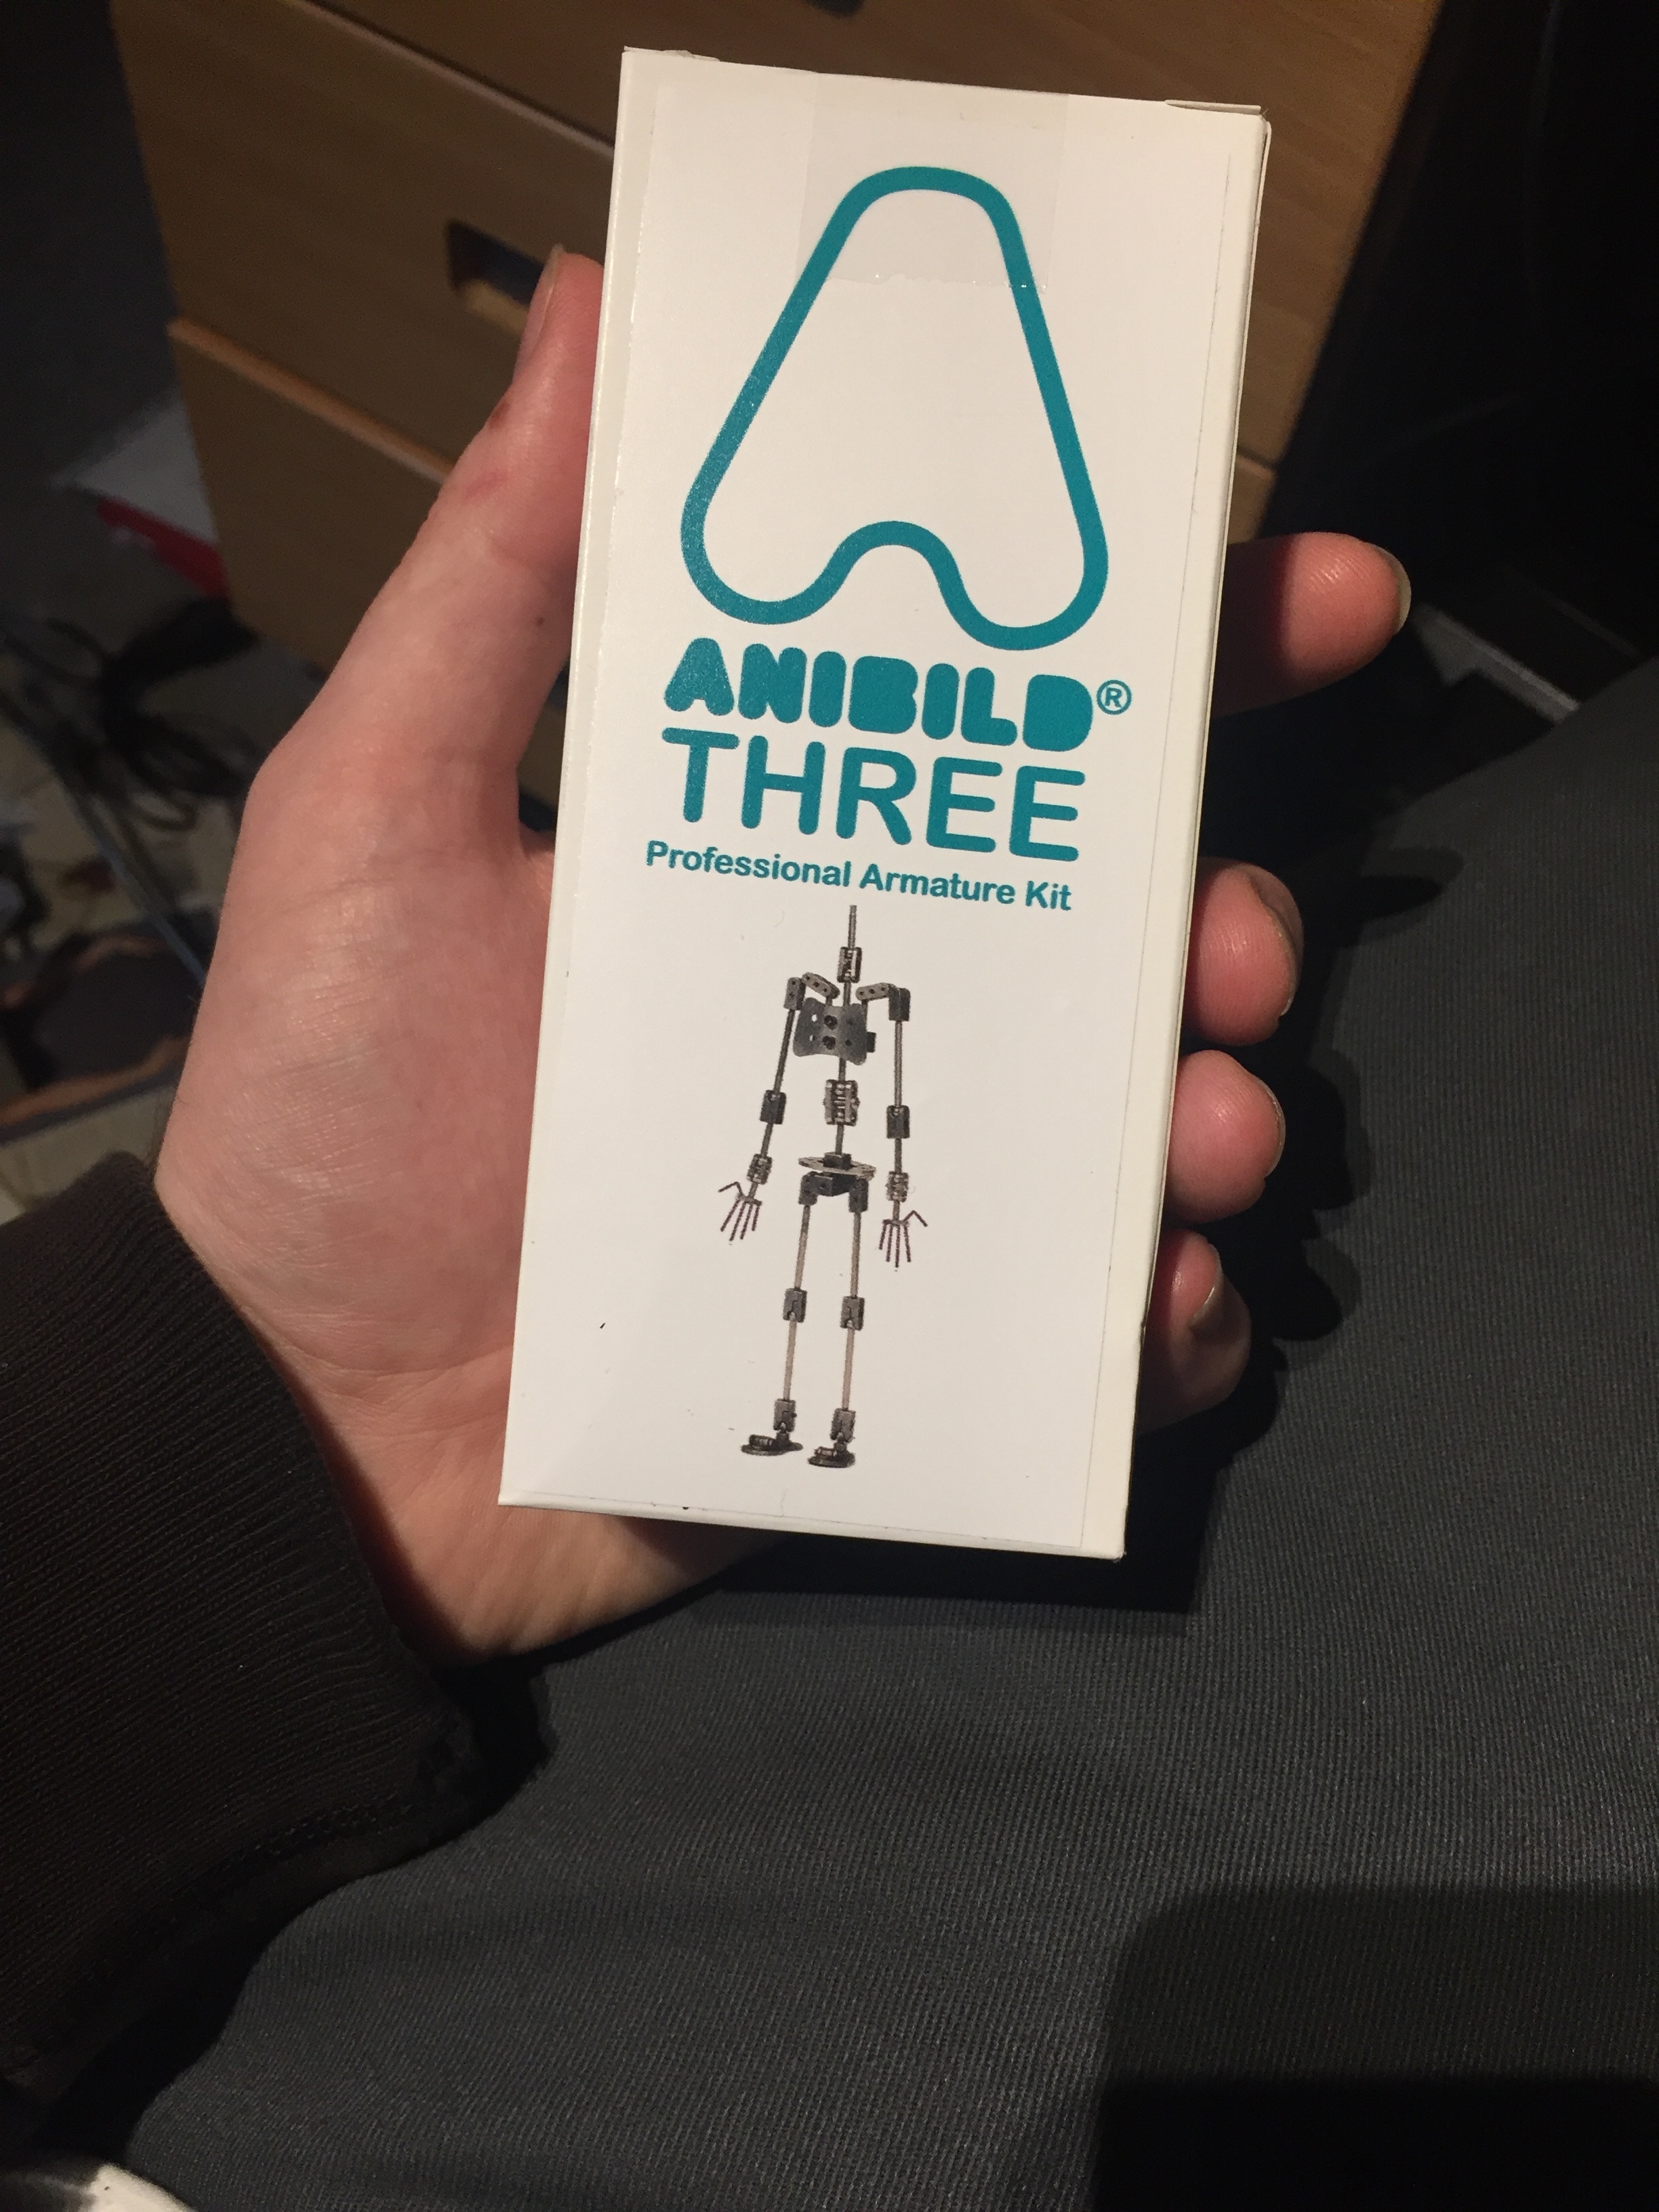 ANIBILD®
THREE
Professional Armature Kit